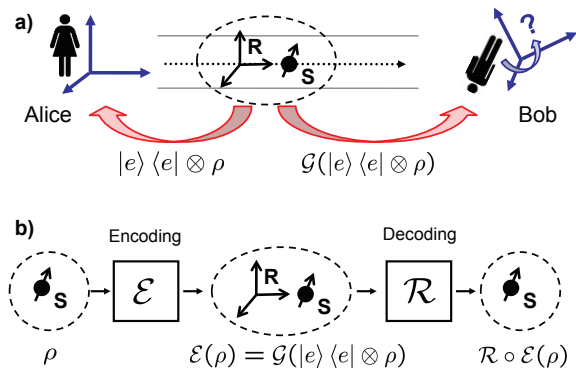 a)
R
S
?
Alice
Bob
|e⟩ ⟨e| ⊗ ρ
𝒢(|e⟩ ⟨e| ⊗ ρ)
b)
Encoding
Decoding
S
ℰ
R
S
ℛ
S
ρ
ℰ(ρ) = 𝒢(|e⟩ ⟨e| ⊗ ρ)
ℛ ∘ ℰ(ρ)